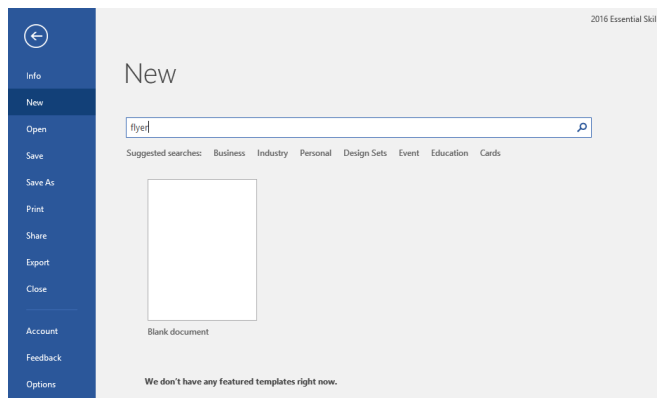 2016 Essential Skil
Info
New
Open
Save
Save As
Print
Share
Export
Close
Account
Feedback
Options
New
flyer
Suggested searches: Business Industry Personal Design Sets Event Education Cards
Blank document
We don't have any featured templates right now.